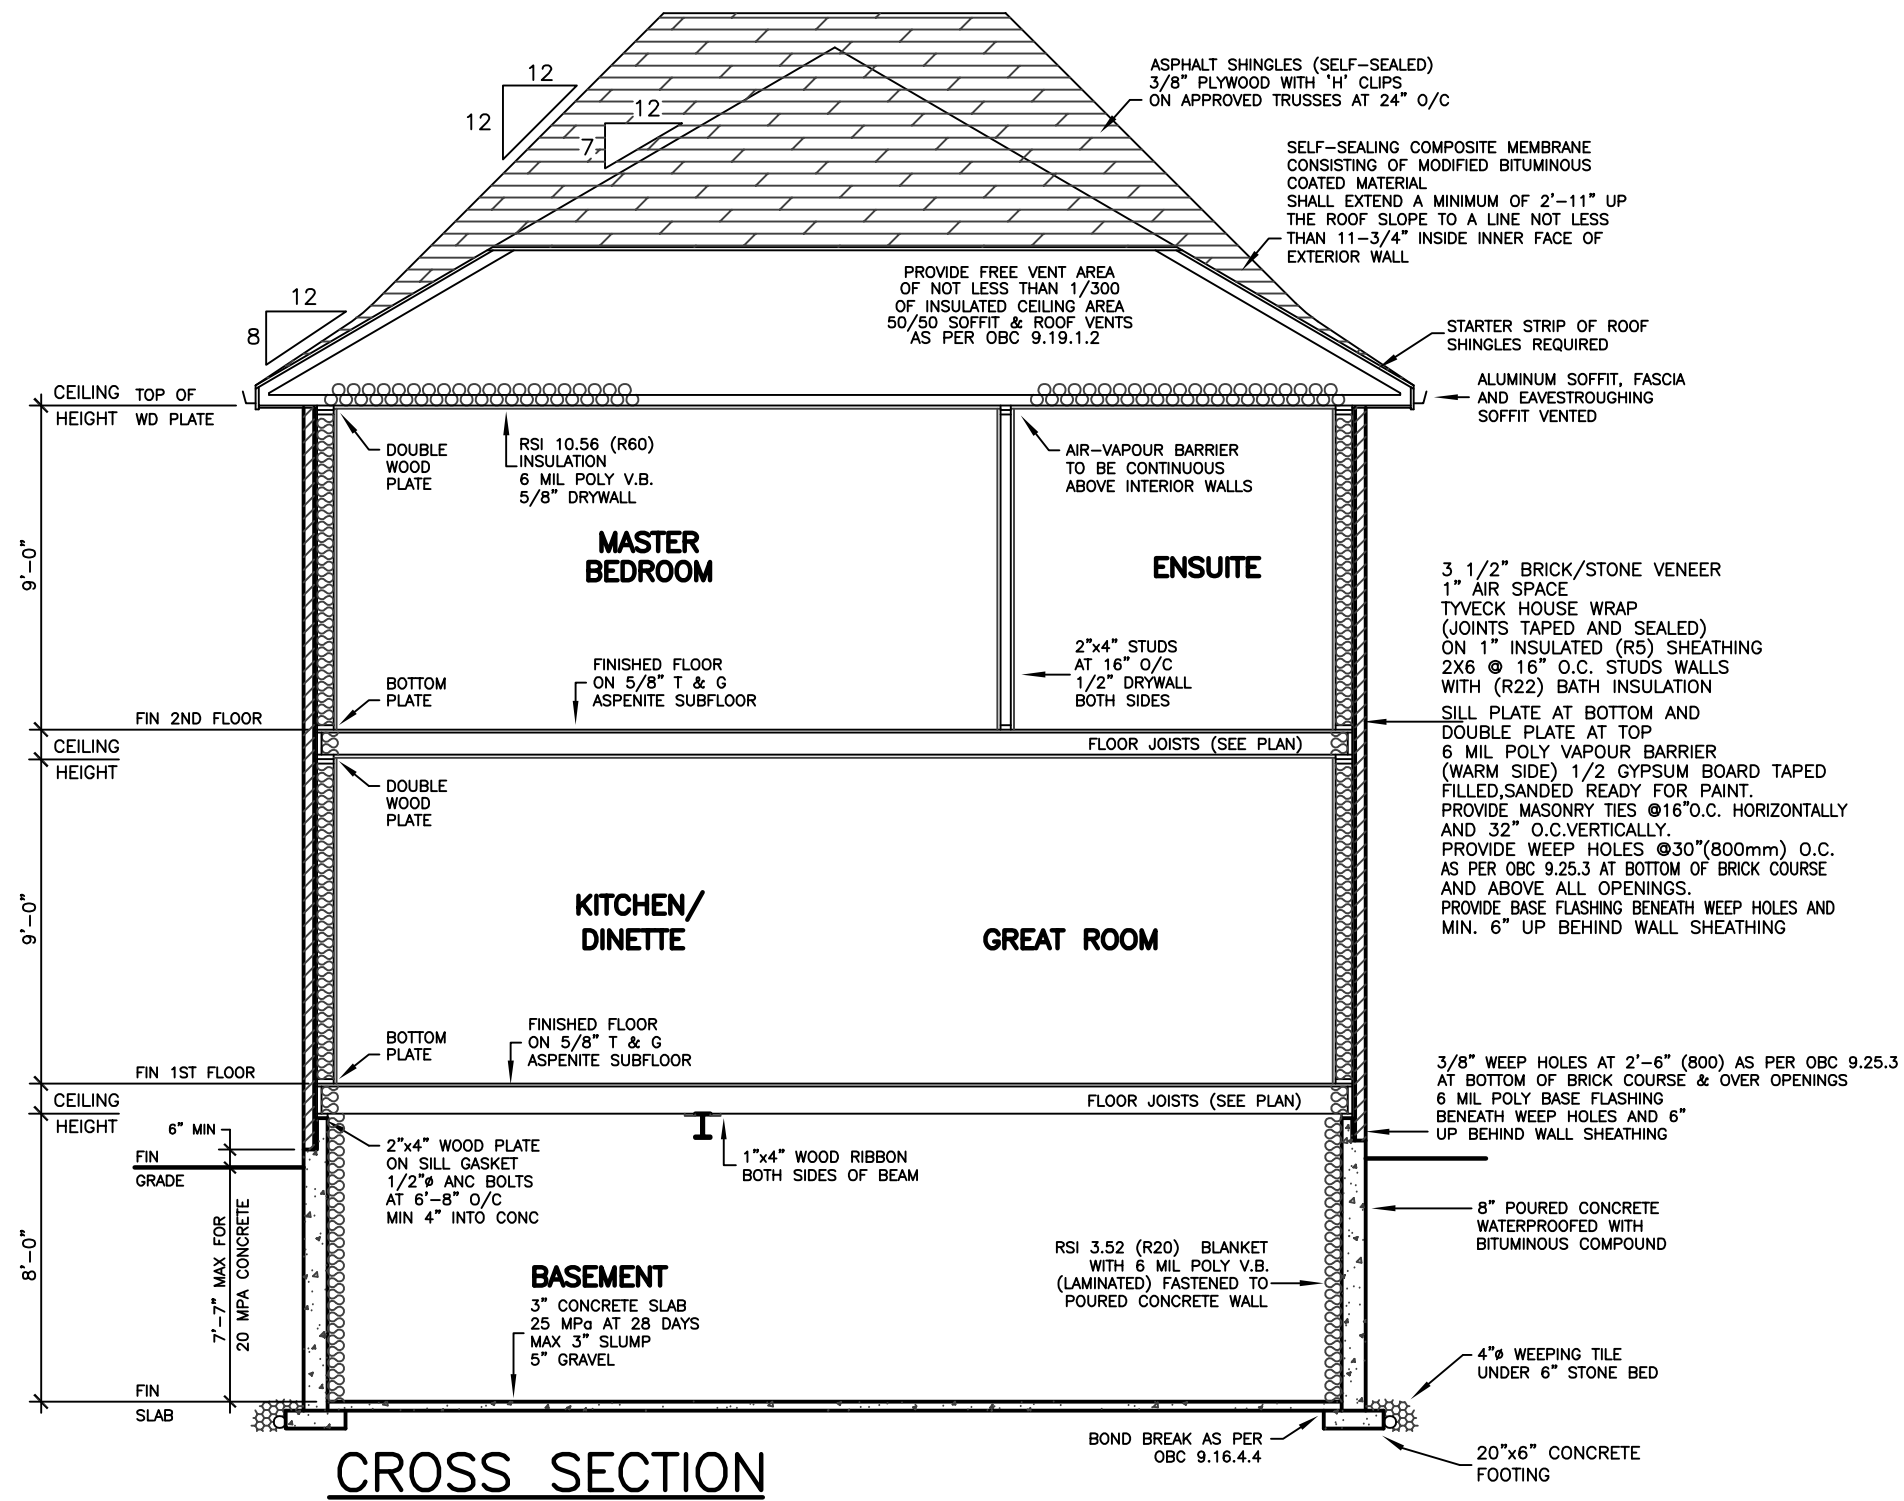 12
12
12
7
ASPHALT SHINGLES (SELF-SEALED)
3/8" PLYWOOD WITH 'H' CLIPS
ON APPROVED TRUSSES AT 24" O/C
SELF-SEALING COMPOSITE MEMBRANE
CONSISTING OF MODIFIED BITUMINOUS
COATED MATERIAL
SHALL EXTEND A MINIMUM OF 2'-11" UP
THE ROOF SLOPE TO A LINE NOT LESS
THAN 11-3/4" INSIDE INNER FACE OF
EXTERIOR WALL
PROVIDE FREE VENT AREA
OF NOT LESS THAN 1/300
OF INSULATED CEILING AREA
50/50 SOFFIT & ROOF VENTS
AS PER OBC 9.19.1.2
12
8
STARTER STRIP OF ROOF
SHINGLES REQUIRED
ALUMINUM SOFFIT, FASCIA
AND EAVESTROUGHING
SOFFIT VENTED
CEILING
HEIGHT
TOP OF
WD PLATE
DOUBLE
WOOD
PLATE
RSI 10.56 (R60)
INSULATION
6 MIL POLY V.B.
5/8" DRYWALL
AIR-VAPOUR BARRIER
TO BE CONTINUOUS
ABOVE INTERIOR WALLS
MASTER
BEDROOM
ENSUITE
9'-0"
3 1/2" BRICK/STONE VENEER
1" AIR SPACE
TYVECK HOUSE WRAP
(JOINTS TAPED AND SEALED)
ON 1" INSULATED (R5) SHEATHING
2X6 @ 16" O.C. STUDS WALLS
WITH (R22) BATH INSULATION
SILL PLATE AT BOTTOM AND
DOUBLE PLATE AT TOP
6 MIL POLY VAPOUR BARRIER
(WARM SIDE) 1/2 GYPSUM BOARD TAPED
FILLED,SANDED READY FOR PAINT.
PROVIDE MASONRY TIES @16"O.C. HORIZONTALLY
AND 32" O.C.VERTICALLY.
PROVIDE WEEP HOLES @30"(800mm) O.C.
AS PER OBC 9.25.3 AT BOTTOM OF BRICK COURSE
AND ABOVE ALL OPENINGS.
PROVIDE BASE FLASHING BENEATH WEEP HOLES AND
MIN. 6" UP BEHIND WALL SHEATHING
BOTTOM
PLATE
FINISHED FLOOR
ON 5/8" T & G
ASPENITE SUBFLOOR
2"x4" STUDS
AT 16" O/C
1/2" DRYWALL
BOTH SIDES
FIN 2ND FLOOR
CEILING
HEIGHT
FLOOR JOISTS (SEE PLAN)
DOUBLE
WOOD
PLATE
9'-0"
KITCHEN/
DINETTE
GREAT ROOM
BOTTOM
PLATE
FINISHED FLOOR
ON 5/8" T & G
ASPENITE SUBFLOOR
FIN 1ST FLOOR
CEILING
HEIGHT
FLOOR JOISTS (SEE PLAN)
3/8" WEEP HOLES AT 2'-6" (800) AS PER OBC 9.25.3
AT BOTTOM OF BRICK COURSE & OVER OPENINGS
6 MIL POLY BASE FLASHING
BENEATH WEEP HOLES AND 6"
UP BEHIND WALL SHEATHING
6" MIN
FIN
GRADE
2"x4" WOOD PLATE
ON SILL GASKET
1/2"ø ANC BOLTS
AT 6'-8" O/C
MIN 4" INTO CONC
1"x4" WOOD RIBBON
BOTH SIDES OF BEAM
8'-0"
7'-7" MAX FOR
20 MPA CONCRETE
8" POURED CONCRETE
WATERPROOFED WITH
BITUMINOUS COMPOUND
RSI 3.52 (R20) BLANKET
WITH 6 MIL POLY V.B.
(LAMINATED) FASTENED TO
POURED CONCRETE WALL
BASEMENT
3" CONCRETE SLAB
25 MPa AT 28 DAYS
MAX 3" SLUMP
5" GRAVEL
4"ø WEEPING TILE
UNDER 6" STONE BED
FIN
SLAB
BOND BREAK AS PER
OBC 9.16.4.4
20"x6" CONCRETE
FOOTING
CROSS SECTION